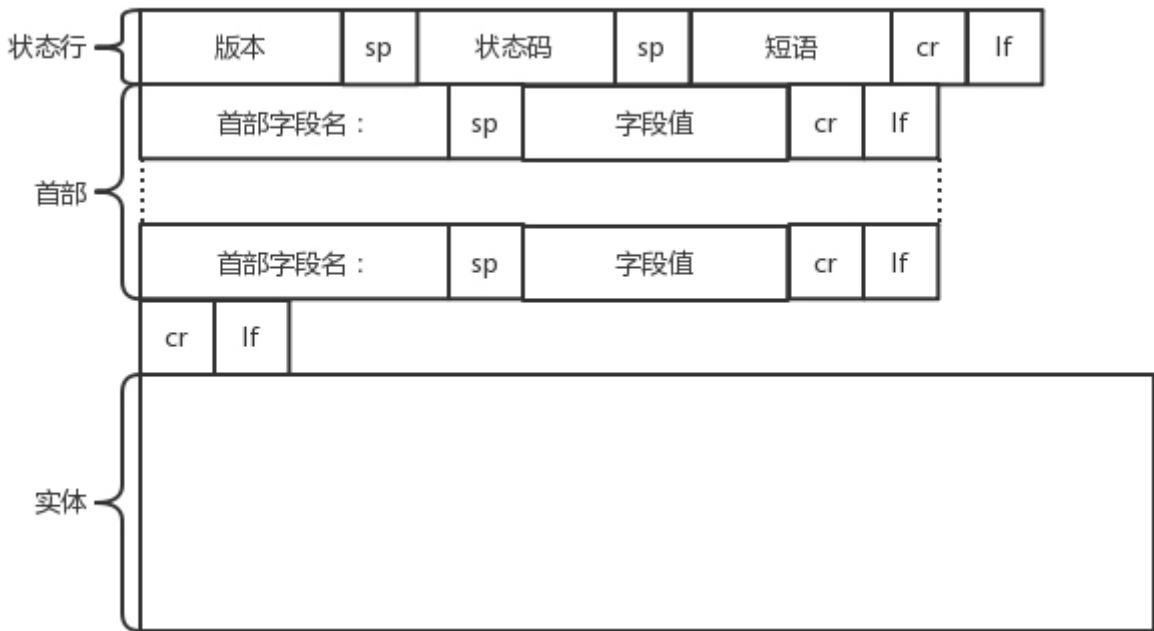 状态行 版本 sp 状态码 sp 短语 cr lf
首部字段名： sp 字段值 cr lf
首部
首部字段名： sp 字段值 cr lf
cr lf
实体